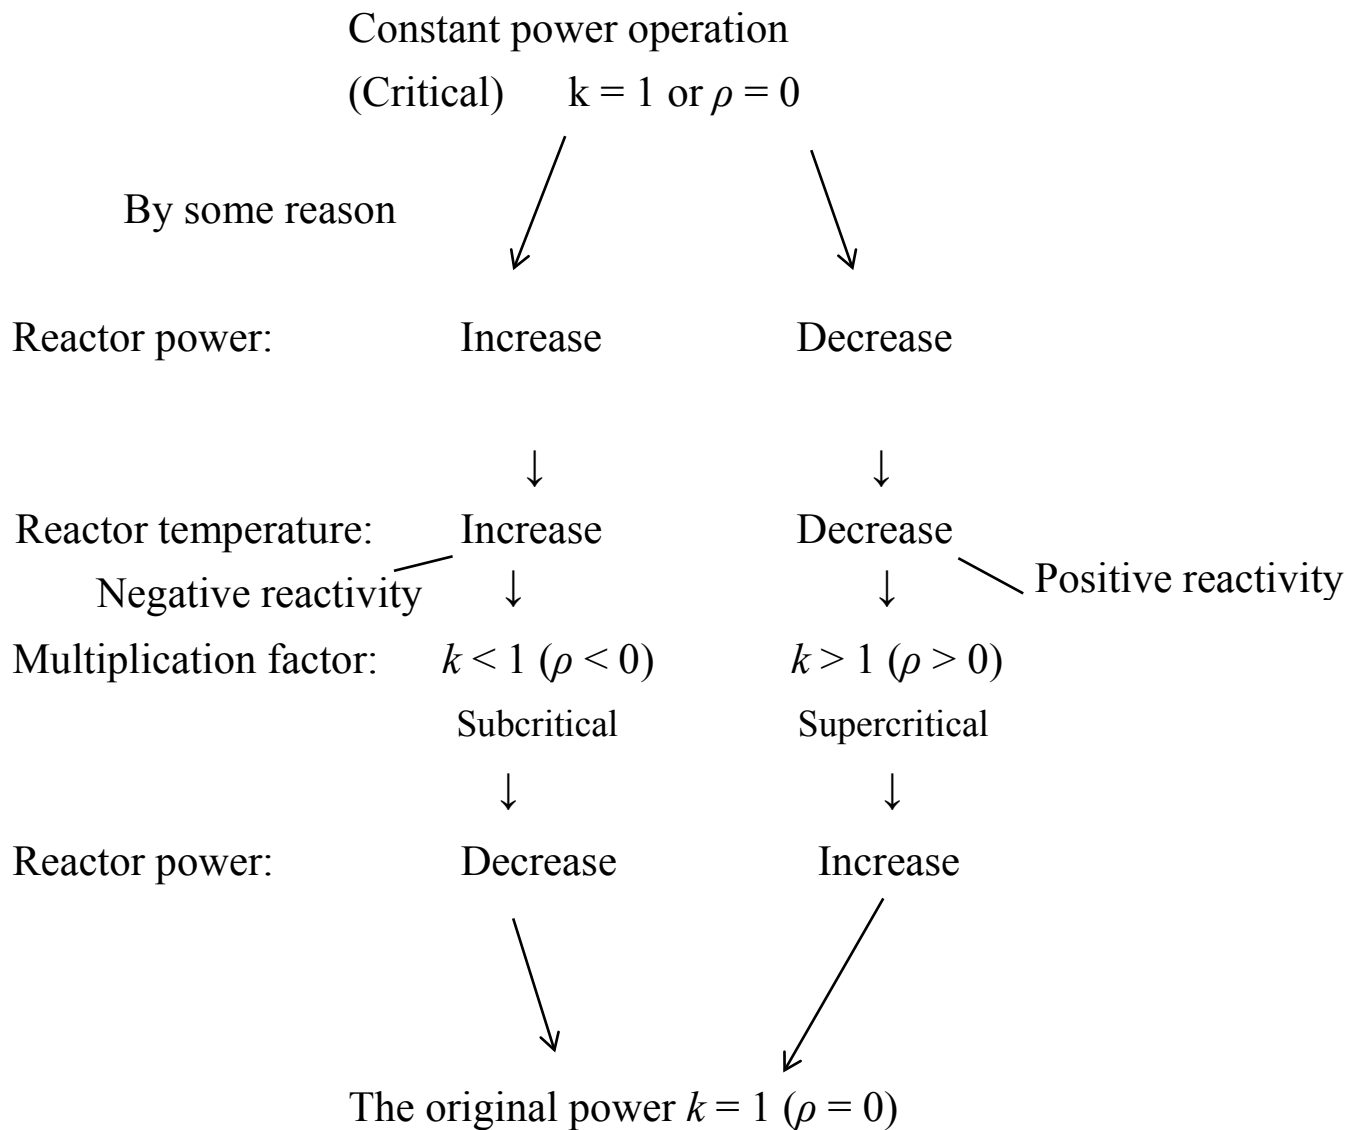 Constant power operation
(Critical) k = 1 or ρ = 0
By some reason
Reactor power: Increase Decrease
↓ ↓
Reactor temperature: Increase Decrease
Negative reactivity ↓ ↓ Positive reactivity
Multiplication factor: k < 1 (ρ < 0) k > 1 (ρ > 0)
Subcritical Supercritical
↓ ↓
Reactor power: Decrease Increase
The original power k = 1 (ρ = 0)